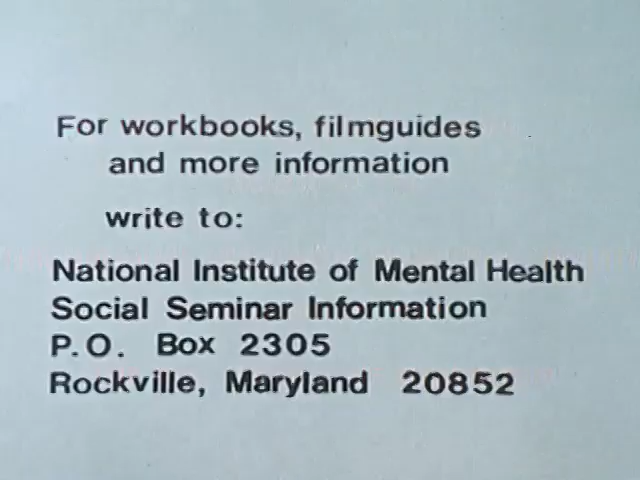 For workbooks, filmguides
and more information
write to:
National Institute of Mental Health
Social Seminar Information
P.O. Box 2305
Rockville, Maryland 20852